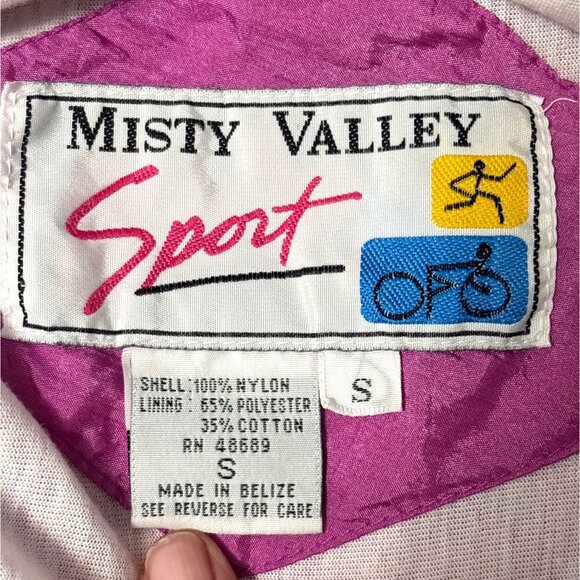 MISTY VALLEY
Sport
S
SHELL: 100% NYLON
LINING: 65% POLYESTER
35% COTTON
RN 48689
S
MADE IN BELIZE
SEE REVERSE FOR CARE